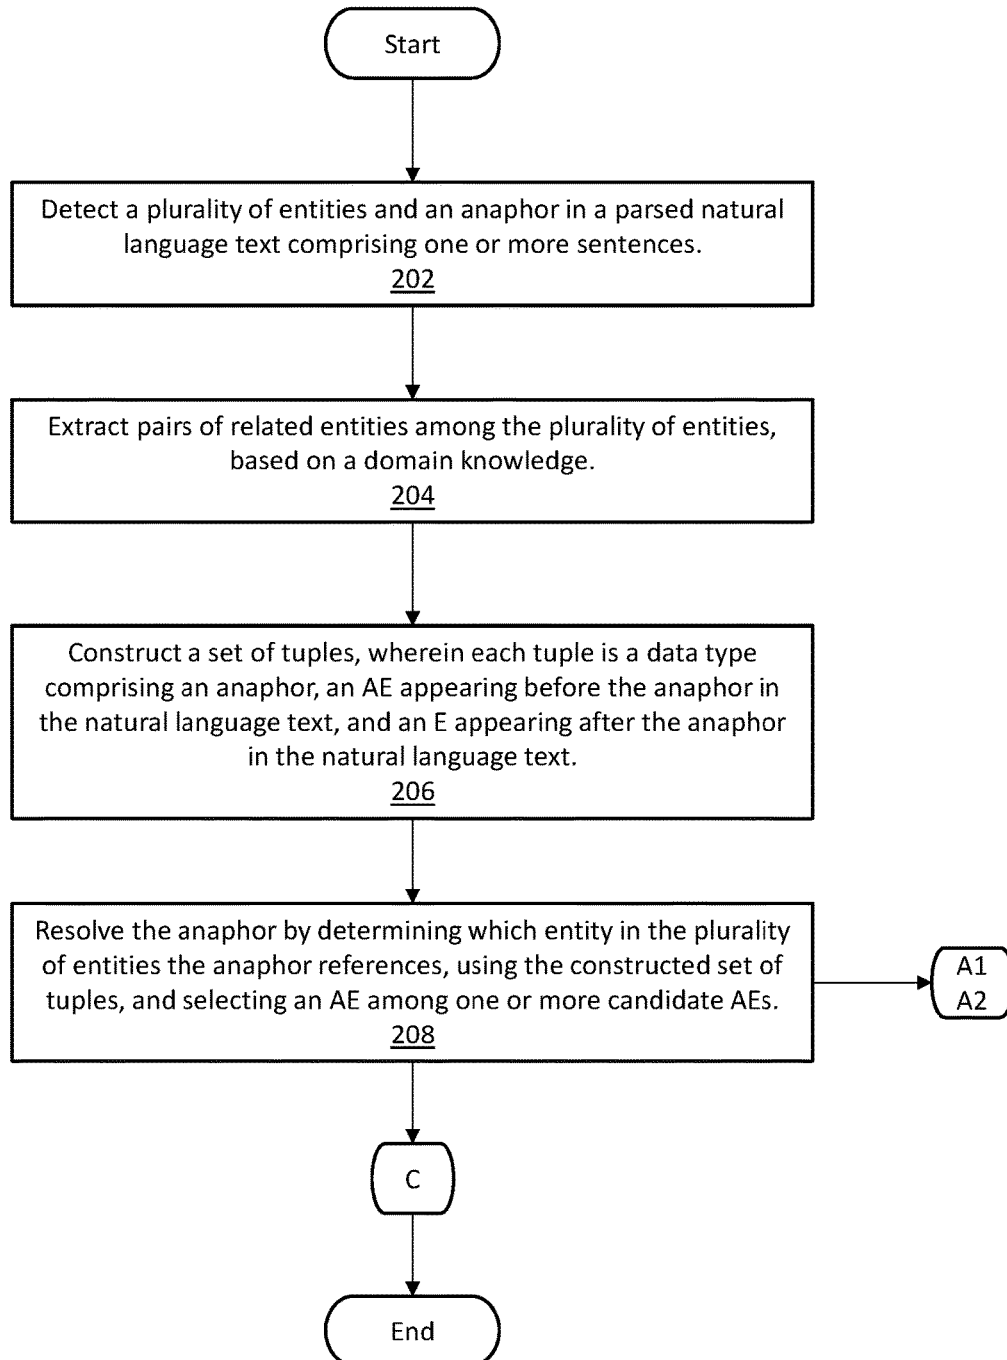 Start
Detect a plurality of entities and an anaphor in a parsed natural
language text comprising one or more sentences.
202
Extract pairs of related entities among the plurality of entities,
based on a domain knowledge.
204
Construct a set of tuples, wherein each tuple is a data type
comprising an anaphor, an AE appearing before the anaphor in
the natural language text, and an E appearing after the anaphor
in the natural language text.
206
Resolve the anaphor by determining which entity in the plurality
of entities the anaphor references, using the constructed set of
tuples, and selecting an AE among one or more candidate AEs.
208
A1
A2
C
End